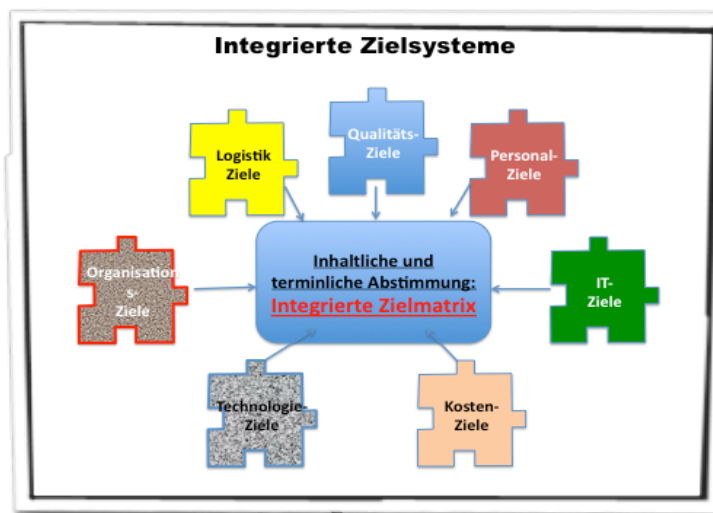 Integrierte Zielsysteme
Qualitäts-
Ziele
Logistik
Ziele
Personal-
Ziele
Inhaltliche und
terminliche Abstimmung:
Integrierte Zielmatrix
Organisation
s-
Ziele
IT-
Ziele
Technologie-
Ziele
Kosten-
Ziele